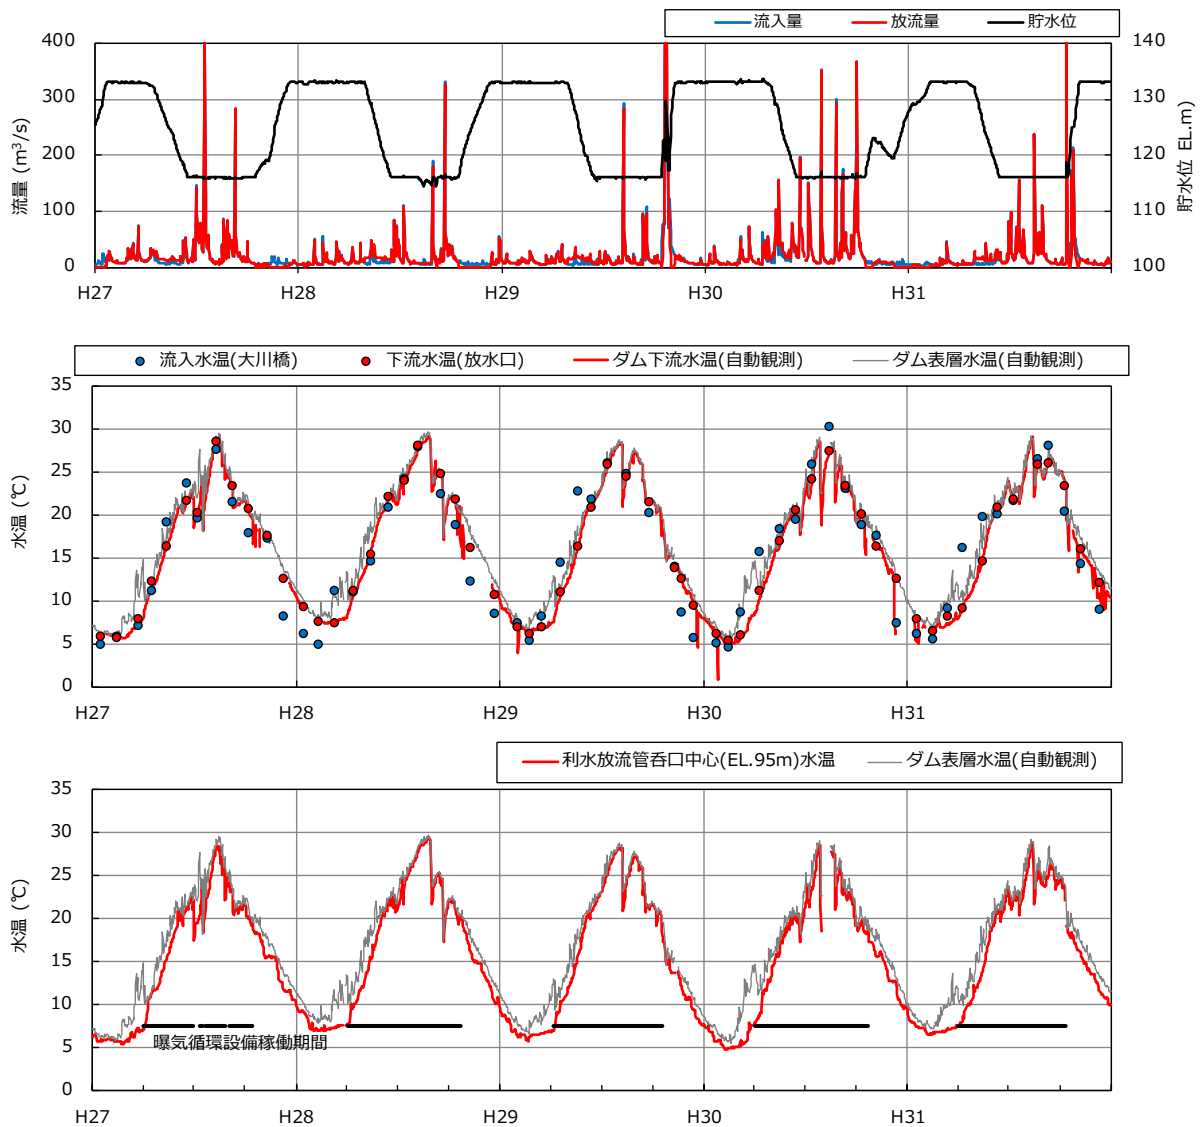 流入量 放流量 貯水位
400 140
300 130
200 120
100 110
0 100
流量 (m³/s)
貯水位 EL.m)
H27 H28 H29 H30 H31
流入水温(大川橋) 下流水温(放水口) ダム下流水温(自動観測) ダム表層水温(自動観測)
35
30
25
20
15
10
5
0
水温 (℃)
H27 H28 H29 H30 H31
利水放流管呑口中心(EL.95m)水温 ダム表層水温(自動観測)
35
30
25
20
15
10
5
0
水温 (℃)
曝気循環設備稼働期間
H27 H28 H29 H30 H31